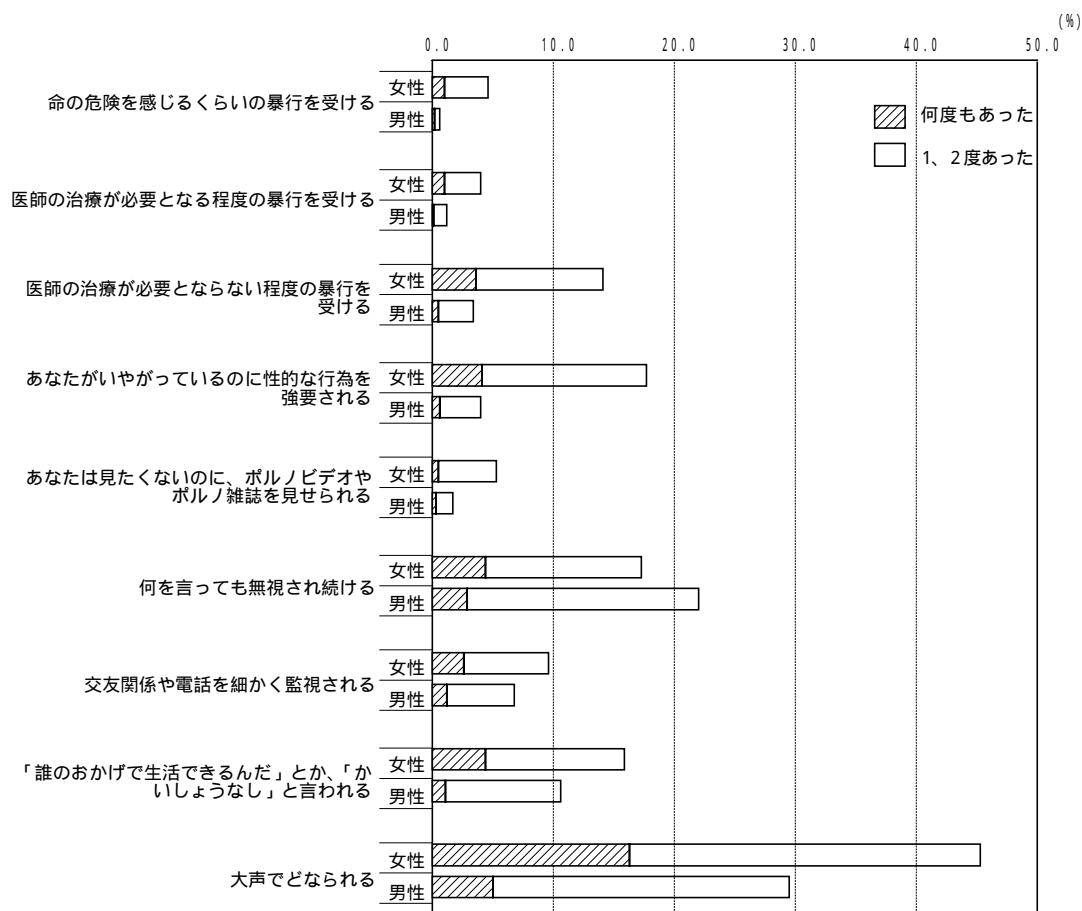 (%)
0.0 10.0 20.0 30.0 40.0 50.0
何度もあった
1、2度あった
命の危険を感じるくらいの暴行を受ける
女性
男性
医師の治療が必要となる程度の暴行を受ける
女性
男性
医師の治療が必要とならない程度の暴行を
受ける
女性
男性
あなたがいやがっているのに性的な行為を
強要される
女性
男性
あなたは見たくないのに、ポルノビデオや
ポルノ雑誌を見せられる
女性
男性
何を言っても無視され続ける
女性
男性
交友関係や電話を細かく監視される
女性
男性
「誰のおかげで生活できるんだ」とか、「か
いしょうなし」と言われる
女性
男性
大声でどなられる
女性
男性